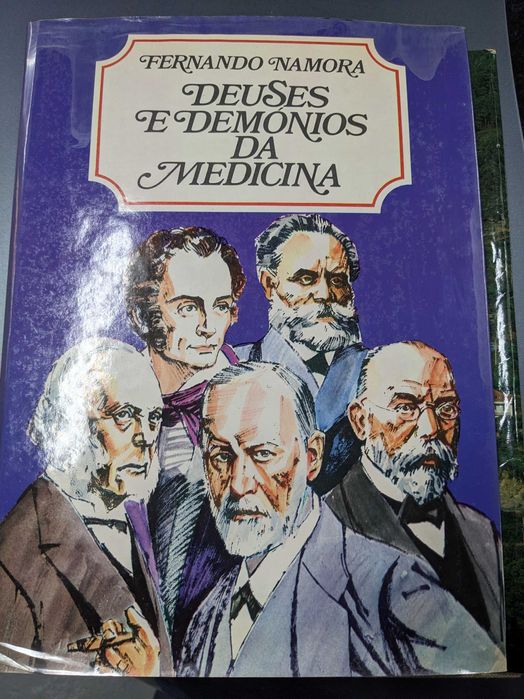 FERNANDO NAMORA
DEUSES
E DEMÓNIOS
DA
MEDICINA